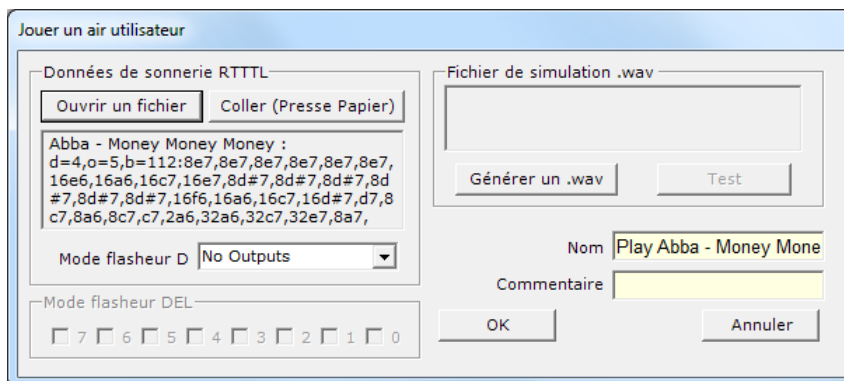 Jouer un air utilisateur
Données de sonnerie RTTTL
Ouvrir un fichier
Coller (Presse Papier)
Abba - Money Money Money :
d=4,o=5,b=112:8e7,8e7,8e7,8e7,8e7,8e7,
16e6,16a6,16c7,16e7,8d#7,8d#7,8d#7,8d
#7,8d#7,8d#7,16f6,16a6,16c7,16d#7,d7,8
c7,8a6,8c7,c7,2a6,32a6,32c7,32e7,8a7,
Mode flasheur D
No Outputs
Mode flasheur DEL
7 6 5 4 3 2 1 0
Fichier de simulation .wav
Générer un .wav
Test
Nom
Play Abba - Money Mone
Commentaire
OK
Annuler